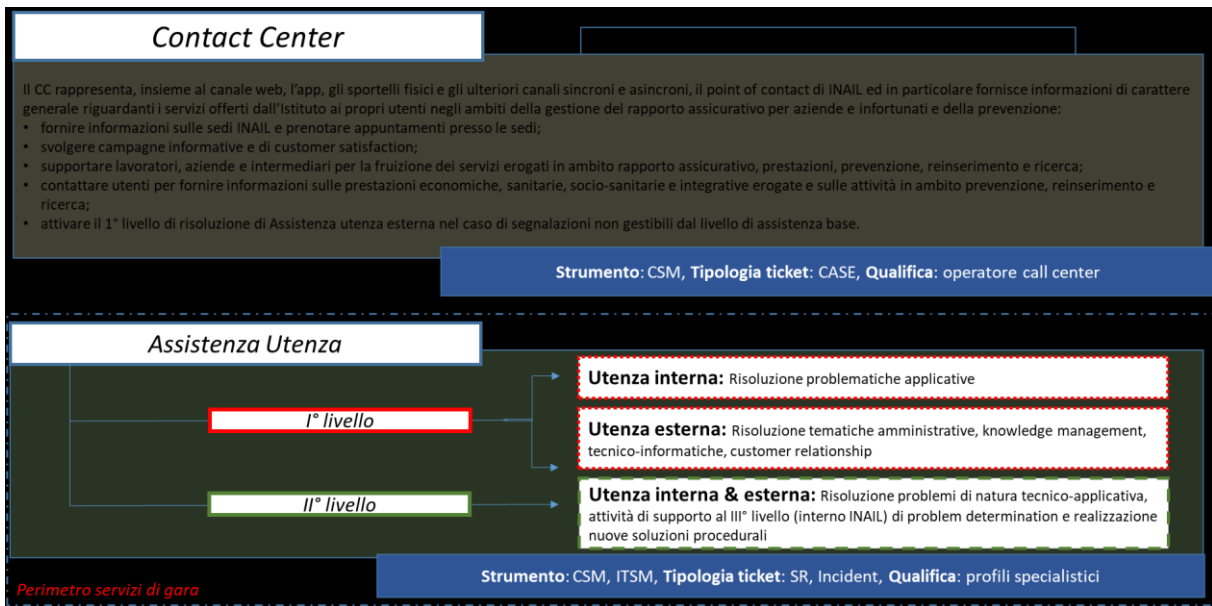 Contact Center
Il CC rappresenta, insieme al canale web, l'app, gli sportelli fisici e gli ulteriori canali sincroni e asincroni, il point of contact di INAIL ed in particolare fornisce informazioni di carattere
generale riguardanti i servizi offerti dall'Istituto ai propri utenti negli ambiti della gestione del rapporto assicurativo per aziende e infortunati e della prevenzione:
• fornire informazioni sulle sedi INAIL e prenotare appuntamenti presso le sedi;
• svolgere campagne informative e di customer satisfaction;
• supportare lavoratori, aziende e intermediari per la fruizione dei servizi erogati in ambito rapporto assicurativo, prestazioni, prevenzione, reinserimento e ricerca;
• contattare utenti per fornire informazioni sulle prestazioni economiche, sanitarie, socio-sanitarie e integrative erogate e sulle attività in ambito prevenzione, reinserimento e
ricerca;
• attivare il 1° livello di risoluzione di Assistenza utenza esterna nel caso di segnalazioni non gestibili dal livello di assistenza base.
Strumento: CSM, Tipologia ticket: CASE, Qualifica: operatore call center
Assistenza Utenza
I° livello
Utenza interna: Risoluzione problematiche applicative
Utenza esterna: Risoluzione tematiche amministrative, knowledge management,
tecnico-informatiche, customer relationship
II° livello
Utenza interna & esterna: Risoluzione problemi di natura tecnico-applicativa,
attività di supporto al III° livello (interno INAIL) di problem determination e realizzazione
nuove soluzioni procedurali
Strumento: CSM, ITSM, Tipologia ticket: SR, Incident, Qualifica: profili specialistici
Perimetro servizi di gara